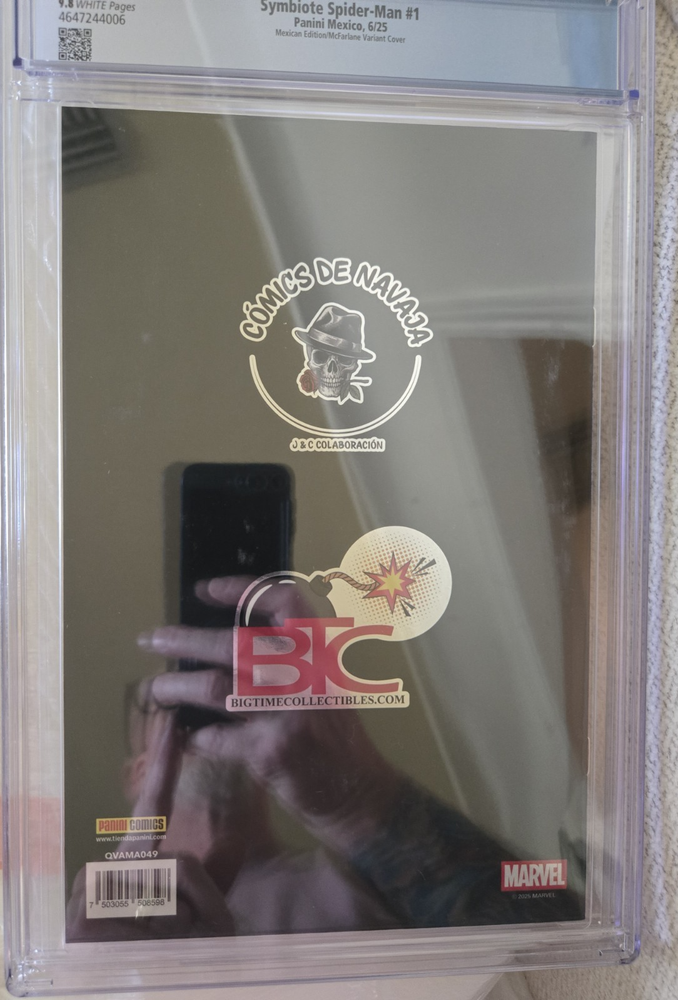 9.8 WHITE Pages
4647244006
Symbiote Spider-Man #1
Panini Mexico, 6/25
Mexican Edition/McFarlane Variant Cover
CÓMICS DE NAVAJA
J & C COLABORACIÓN
BTC
BIGTIMECOLLECTIBLES.COM
PANINI COMICS
www.tiendapanini.com
QVAMA049
7 503055 506598
MARVEL
© 2025 MARVEL